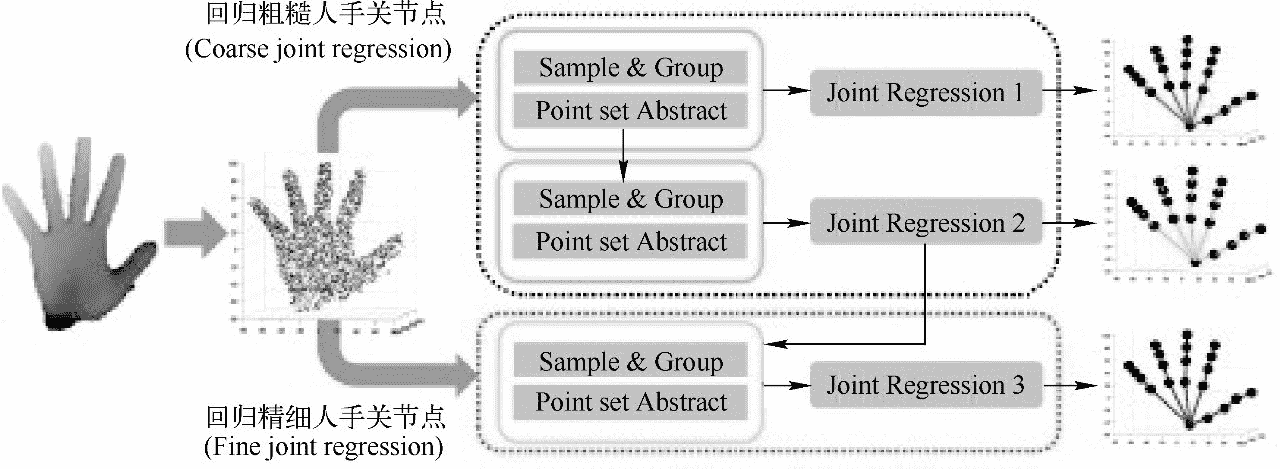 回归粗糙人手关节点
(Coarse joint regression)
Sample & Group
Point set Abstract
Joint Regression 1
Sample & Group
Point set Abstract
Joint Regression 2
Sample & Group
Point set Abstract
Joint Regression 3
回归精细人手关节点
(Fine joint regression)